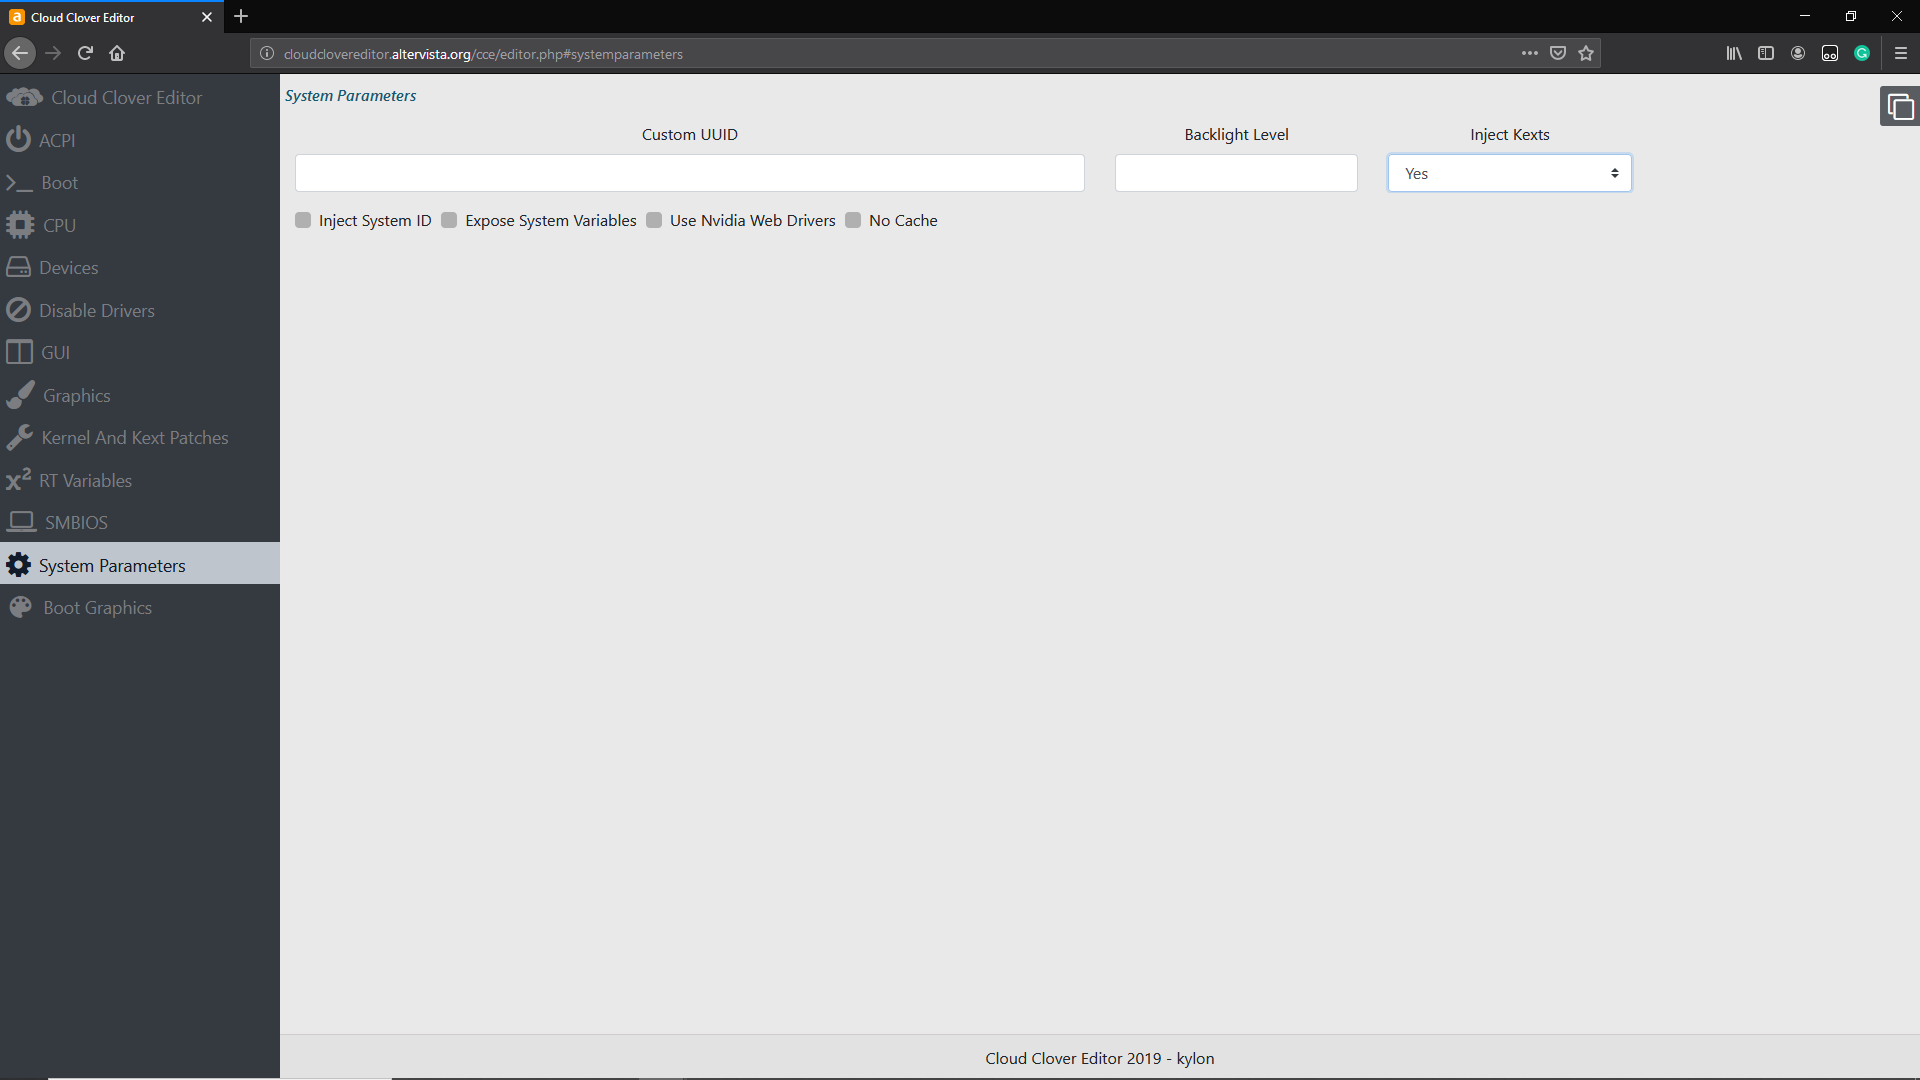 Cloud Clover Editor
cloudclovereditor.altervista.org/cce/editor.php#systemparameters
Cloud Clover Editor
ACPI
Boot
CPU
Devices
Disable Drivers
GUI
Graphics
Kernel And Kext Patches
RT Variables
SMBIOS
System Parameters
Boot Graphics
System Parameters
Custom UUID
Backlight Level
Inject Kexts
Yes
Inject System ID Expose System Variables Use Nvidia Web Drivers No Cache
Cloud Clover Editor 2019 - kylon